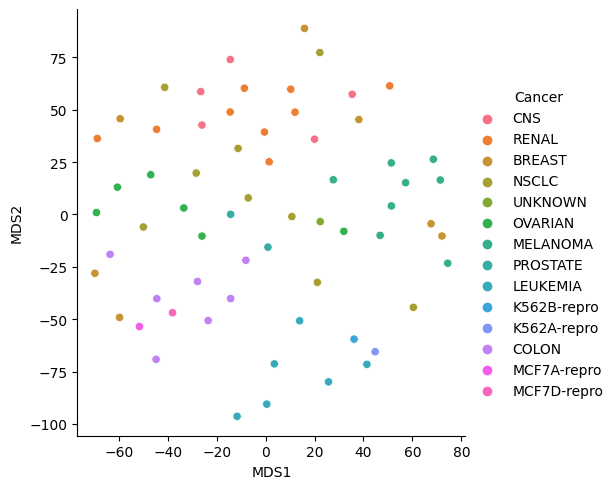 75
50
25
0
−25
−50
−75
−100
MDS2
−60
−40
−20
0
20
40
60
80
MDS1
Cancer
CNS
RENAL
BREAST
NSCLC
UNKNOWN
OVARIAN
MELANOMA
PROSTATE
LEUKEMIA
K562B-repro
K562A-repro
COLON
MCF7A-repro
MCF7D-repro